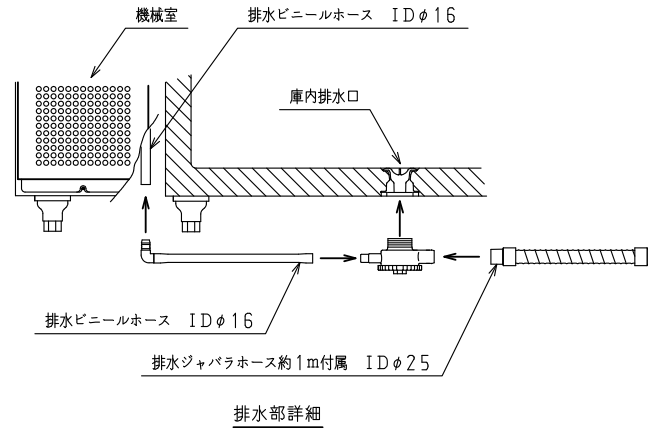 機械室
排水ビニールホース IDφ16
庫内排水口
排水ビニールホース IDφ16
排水ジャバラホース約1m付属 IDφ25
排水部詳細